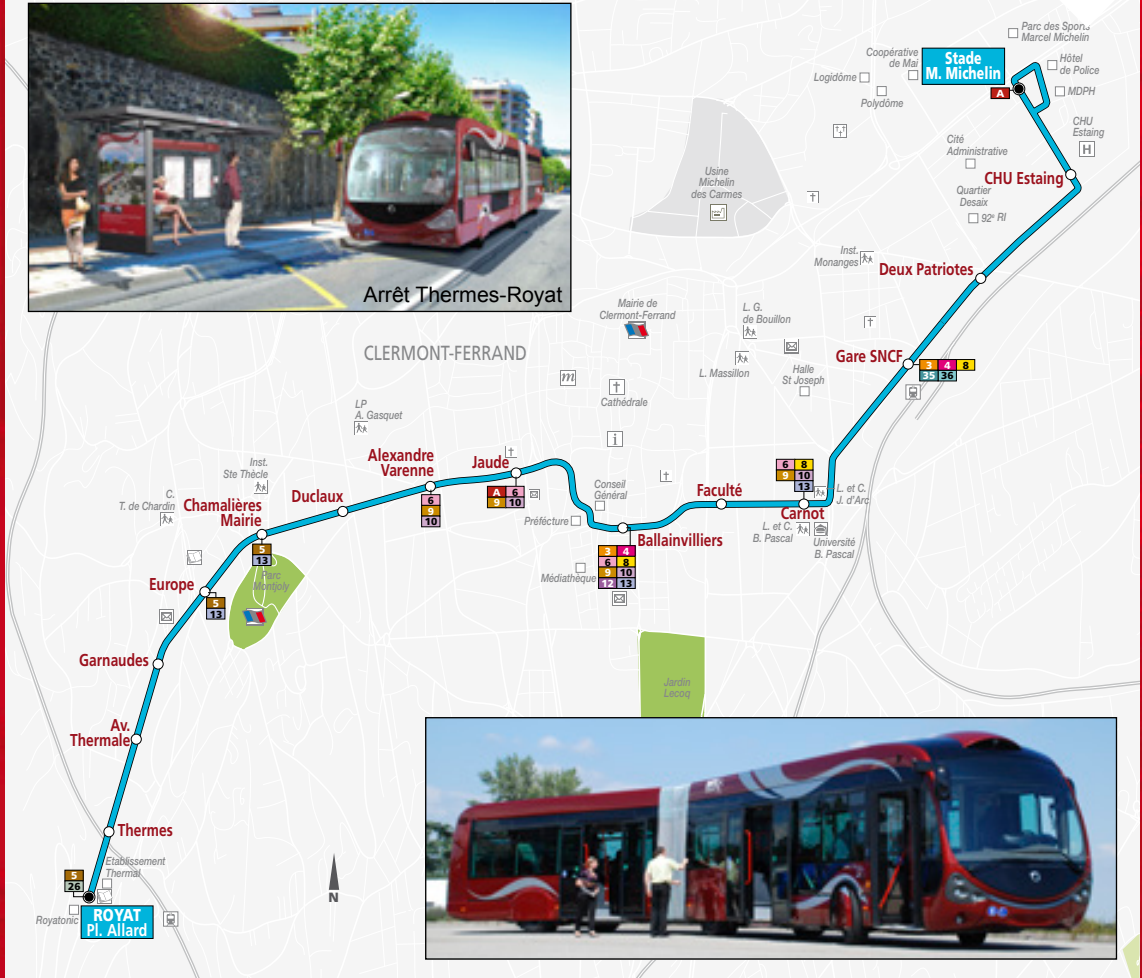 Arrêt Thermes-Royat
Parc des Sports
Marcel Michelin
Coopérative
de Mai
Stade
M. Michelin
Hôtel
de Police
Logidôme
Polydôme
A
MDPH
CHU
Estaing
H
Cité
Administrative
CHU Estaing
Usine
Michelin
des Carmes
Quartier
Desaix
92e RI
Inst.
Monanges
Deux Patriotes
Mairie de
Clermont-Ferrand
L. G.
de Bouillon
CLERMONT-FERRAND
Gare SNCF
3 4 8
35 36
L. Massillon
Halle
St Joseph
m
Cathédrale
i
LP
A. Gasquet
Alexandre
Varenne
6
9
10
Jaude
A 6
9 10
Inst.
Ste Thècle
C.
T. de Chardin
Chamalières
Mairie
5
13
Duclaux
Conseil
Général
Préfécture
Faculté
6 8
9 10
13
L. et C.
J. d'Arc
Carnot
L. et C.
B. Pascal
Université
B. Pascal
Ballainvilliers
3 4
6 8
9 10
12 13
Médiathèque
Europe
5
13
Parc
Montjoly
Garnaudes
Jardin
Lecoq
Av.
Thermale
Thermes
Etablissement
Thermal
5
26
Royatonic
ROYAT
Pl. Allard
N